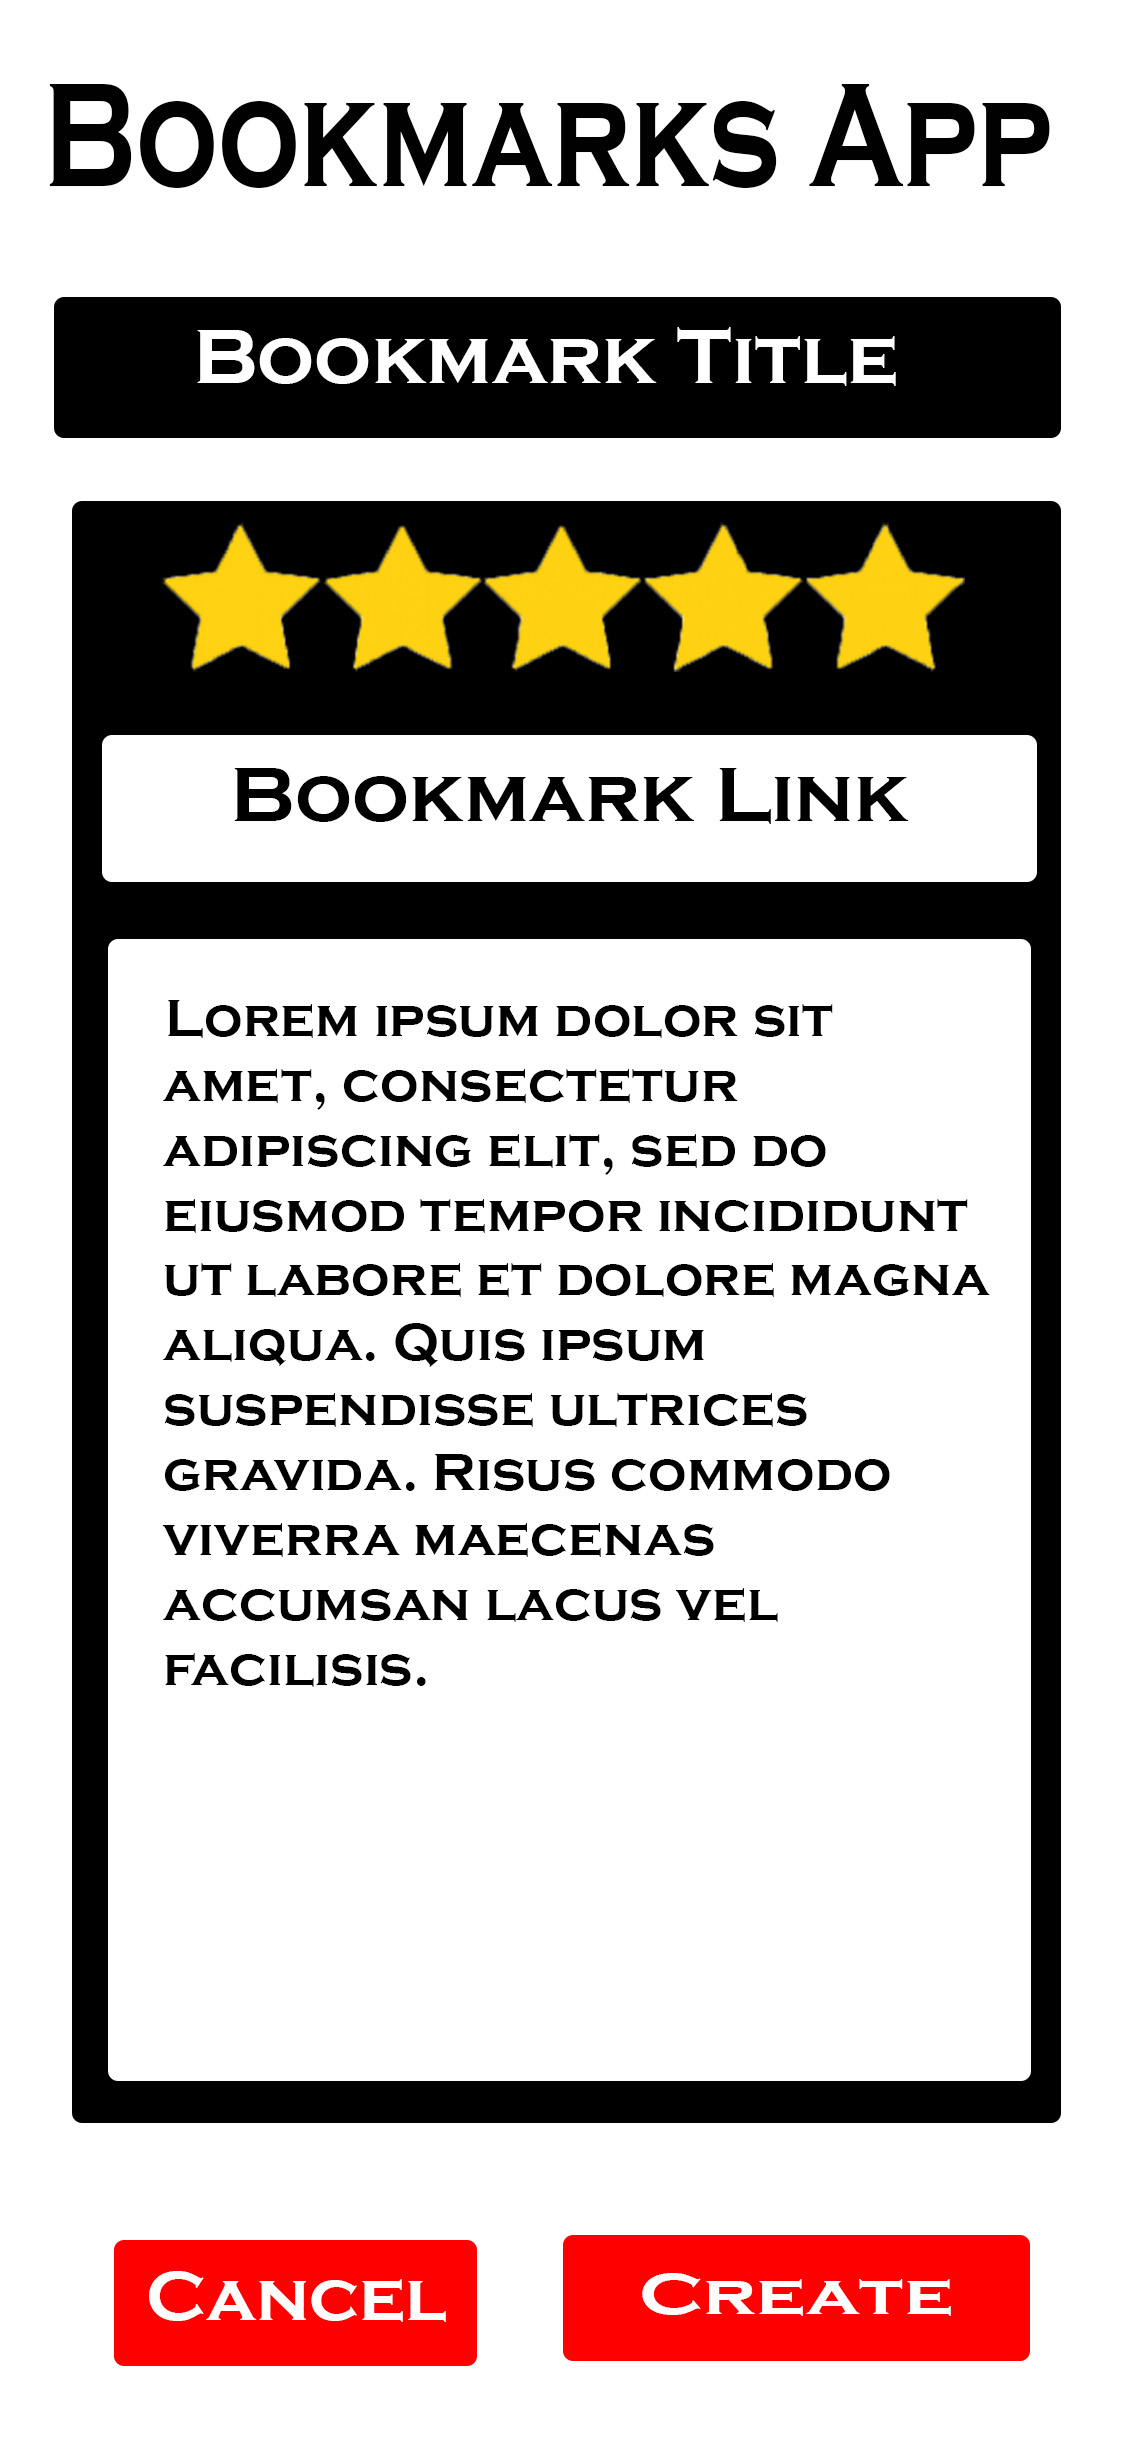 Bookmarks App
Bookmark Title
Bookmark Link
Lorem ipsum dolor sit
amet, consectetur
adipiscing elit, sed do
eiusmod tempor incididunt
ut labore et dolore magna
aliqua. Quis ipsum
suspendisse ultrices
gravida. Risus commodo
viverra maecenas
accumsan lacus vel
facilisis.
Cancel
Create